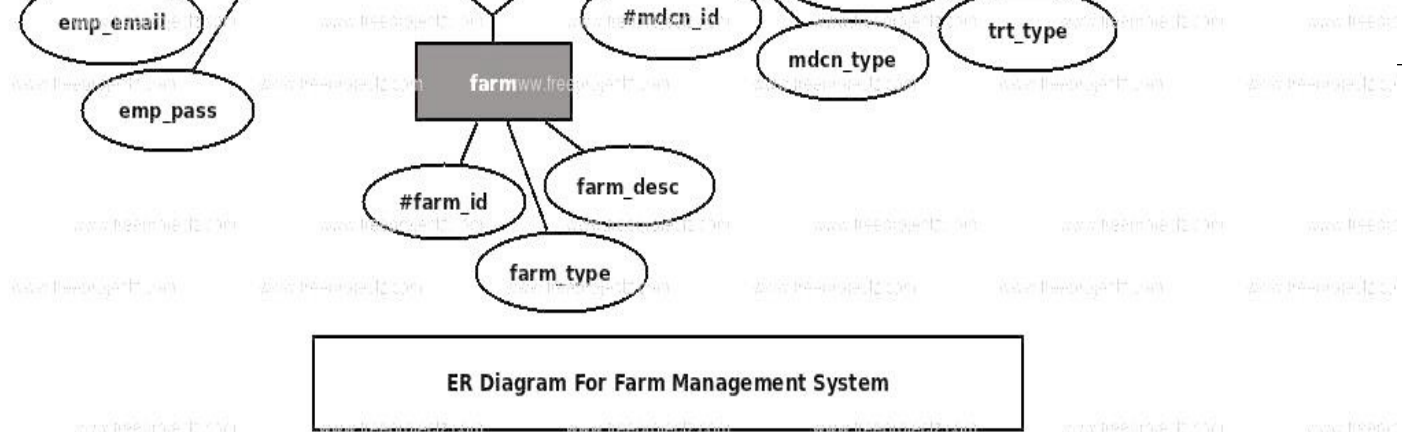 #mdcn_id
emp_email
trt_type
mdcn_type
farm
emp_pass
farm_desc
#farm_id
farm_type
ER Diagram For Farm Management System